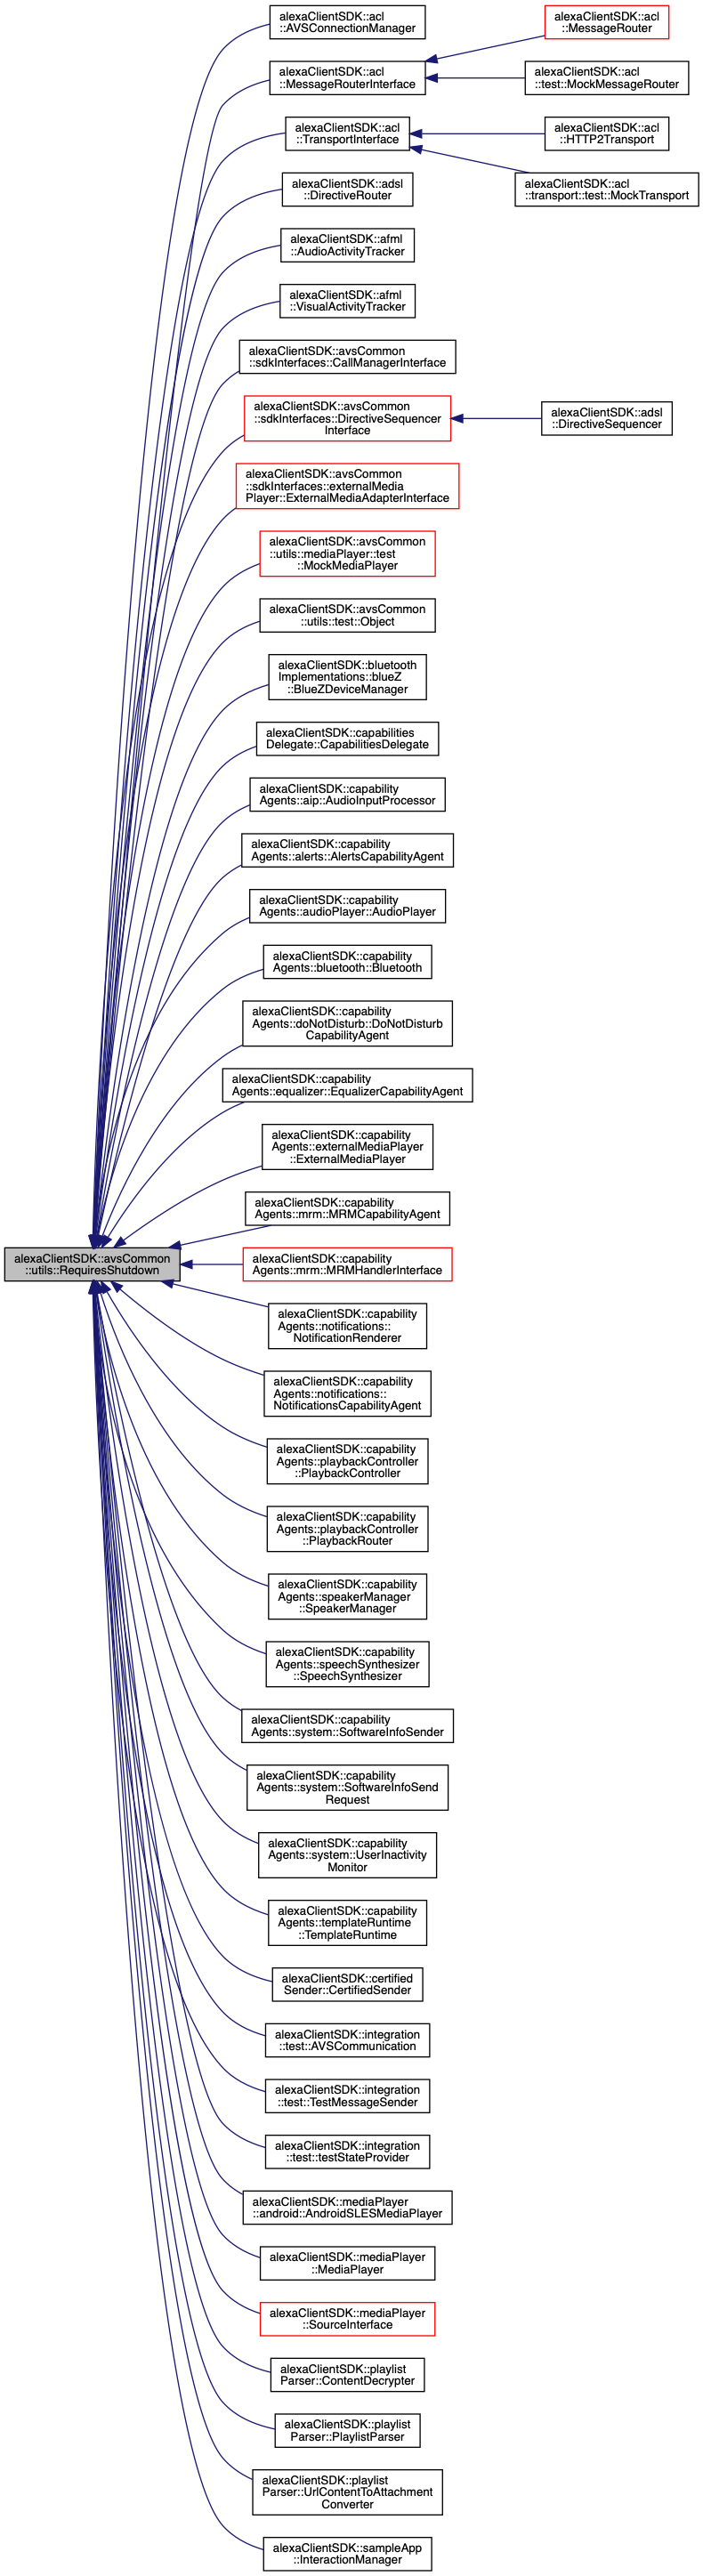 alexaClientSDK::acl
::AVSConnectionManager
alexaClientSDK::acl
::MessageRouter
alexaClientSDK::acl
::MessageRouterInterface
alexaClientSDK::acl
::test::MockMessageRouter
alexaClientSDK::acl
::TransportInterface
alexaClientSDK::acl
::HTTP2Transport
alexaClientSDK::acl
::transport::test::MockTransport
alexaClientSDK::adsl
::DirectiveRouter
alexaClientSDK::afml
::AudioActivityTracker
alexaClientSDK::afml
::VisualActivityTracker
alexaClientSDK::avsCommon
::sdkInterfaces::CallManagerInterface
alexaClientSDK::avsCommon
::sdkInterfaces::DirectiveSequencer
Interface
alexaClientSDK::adsl
::DirectiveSequencer
alexaClientSDK::avsCommon
::sdkInterfaces::externalMedia
Player::ExternalMediaAdapterInterface
alexaClientSDK::avsCommon
::utils::mediaPlayer::test
::MockMediaPlayer
alexaClientSDK::avsCommon
::utils::test::Object
alexaClientSDK::bluetooth
Implementations::blueZ
::BlueZDeviceManager
alexaClientSDK::capabilities
Delegate::CapabilitiesDelegate
alexaClientSDK::capability
Agents::aip::AudioInputProcessor
alexaClientSDK::capability
Agents::alerts::AlertsCapabilityAgent
alexaClientSDK::capability
Agents::audioPlayer::AudioPlayer
alexaClientSDK::capability
Agents::bluetooth::Bluetooth
alexaClientSDK::capability
Agents::doNotDisturb::DoNotDisturb
CapabilityAgent
alexaClientSDK::capability
Agents::equalizer::EqualizerCapabilityAgent
alexaClientSDK::capability
Agents::externalMediaPlayer
::ExternalMediaPlayer
alexaClientSDK::capability
Agents::mrm::MRMCapabilityAgent
alexaClientSDK::avsCommon
::utils::RequiresShutdown
alexaClientSDK::capability
Agents::mrm::MRMHandlerInterface
alexaClientSDK::capability
Agents::notifications::
NotificationRenderer
alexaClientSDK::capability
Agents::notifications::
NotificationsCapabilityAgent
alexaClientSDK::capability
Agents::playbackController
::PlaybackController
alexaClientSDK::capability
Agents::playbackController
::PlaybackRouter
alexaClientSDK::capability
Agents::speakerManager
::SpeakerManager
alexaClientSDK::capability
Agents::speechSynthesizer
::SpeechSynthesizer
alexaClientSDK::capability
Agents::system::SoftwareInfoSender
alexaClientSDK::capability
Agents::system::SoftwareInfoSend
Request
alexaClientSDK::capability
Agents::system::UserInactivity
Monitor
alexaClientSDK::capability
Agents::templateRuntime
::TemplateRuntime
alexaClientSDK::certified
Sender::CertifiedSender
alexaClientSDK::integration
::test::AVSCommunication
alexaClientSDK::integration
::test::TestMessageSender
alexaClientSDK::integration
::test::testStateProvider
alexaClientSDK::mediaPlayer
::android::AndroidSLESMediaPlayer
alexaClientSDK::mediaPlayer
::MediaPlayer
alexaClientSDK::mediaPlayer
::SourceInterface
alexaClientSDK::playlist
Parser::ContentDecrypter
alexaClientSDK::playlist
Parser::PlaylistParser
alexaClientSDK::playlist
Parser::UrlContentToAttachment
Converter
alexaClientSDK::sampleApp
::InteractionManager